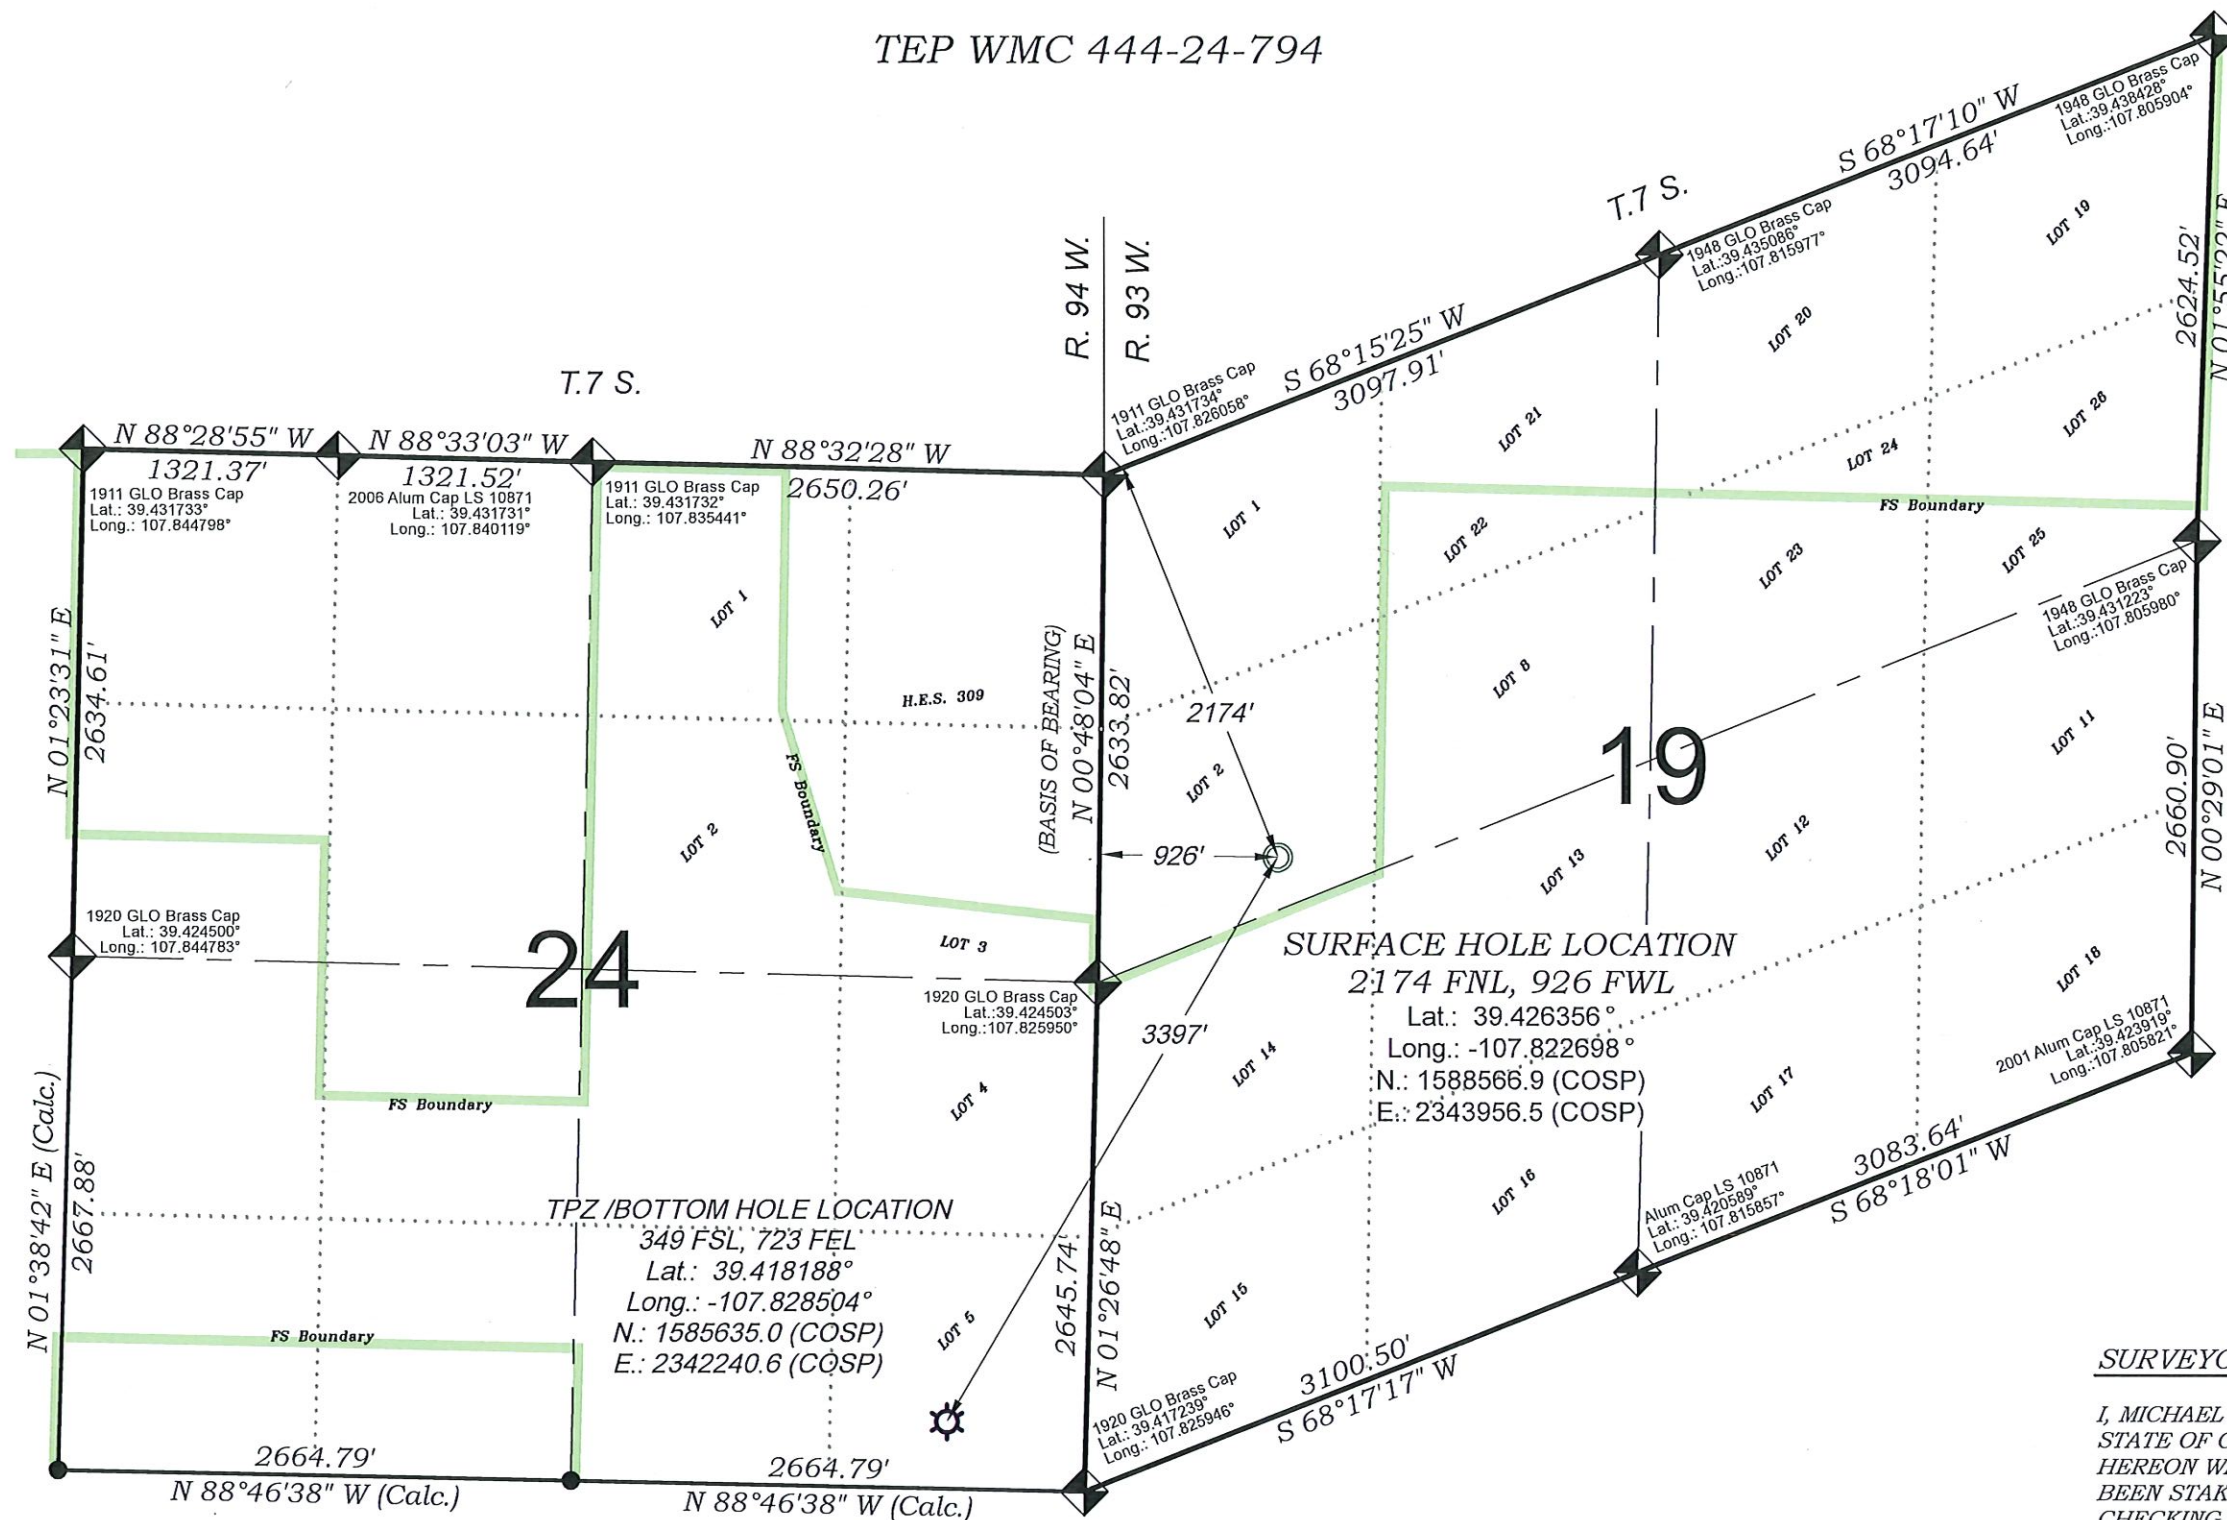 TEP WMC 444-24-794
T.7 S.
R. 94 W.
R. 93 W.
T.7 S.
N 88°28'55" W
1321.37'
N 88°33'03" W
1321.52'
N 88°32'28" W
2650.26'
S 68°15'25" W
3097.91'
S 68°17'10" W
3094.64'
1911 GLO Brass Cap
Lat.: 39.431733°
Long.: 107.844798°
2006 Alum Cap LS 10871
Lat.: 39.431731°
Long.: 107.840119°
1911 GLO Brass Cap
Lat.: 39.431732°
Long.: 107.835441°
1911 GLO Brass Cap
Lat.:39.431734°
Long.:107.826058°
1948 GLO Brass Cap
Lat.:39.435086°
Long.:107.815977°
1948 GLO Brass Cap
Lat.:39.438428°
Long.:107.805904°
N 01°23'31" E
2634.61'
LOT 1
LOT 2
H.E.S. 309
FS Boundary
(BASIS OF BEARING)
N 00°48'04" E
2633.82'
LOT 1
LOT 2
2174'
926'
LOT 21
LOT 20
LOT 19
LOT 22
LOT 24
LOT 26
FS Boundary
LOT 23
LOT 25
LOT 8
2624.52'
N 01°55'22" E
1948 GLO Brass Cap
Lat.:39.431223°
Long.:107.805980°
19
LOT 11
LOT 12
LOT 13
2660.90'
N 00°29'01" E
1920 GLO Brass Cap
Lat.: 39.424500°
Long.: 107.844783°
24
LOT 3
1920 GLO Brass Cap
Lat.:39.424503°
Long.:107.825950°
LOT 4
FS Boundary
3397'
SURFACE HOLE LOCATION
2174 FNL, 926 FWL
Lat.: 39.426356°
Long.: -107.822698°
N.: 1588566.9 (COSP)
E.: 2343956.5 (COSP)
LOT 14
LOT 18
LOT 17
LOT 16
LOT 15
2001 Alum Cap LS 10871
Lat.:39.423919°
Long.:107.805821°
N 01°38'42" E (Calc.)
2667.88'
TPZ /BOTTOM HOLE LOCATION
349 FSL, 723 FEL
Lat.: 39.418188°
Long.: -107.828504°
N.: 1585635.0 (COSP)
E.: 2342240.6 (COSP)
LOT 5
FS Boundary
2645.74'
N 01°26'48" E
Alum Cap LS 10871
Lat.: 39.420589°
Long.: 107.815857°
3083.64'
S 68°18'01" W
1920 GLO Brass Cap
Lat.: 39.417239°
Long.: 107.825946°
3100.50'
S 68°17'17" W
2664.79'
N 88°46'38" W (Calc.)
2664.79'
N 88°46'38" W (Calc.)
SURVEYO
I, MICHAEL
STATE OF
HEREON
BEEN STAK
CHECKING